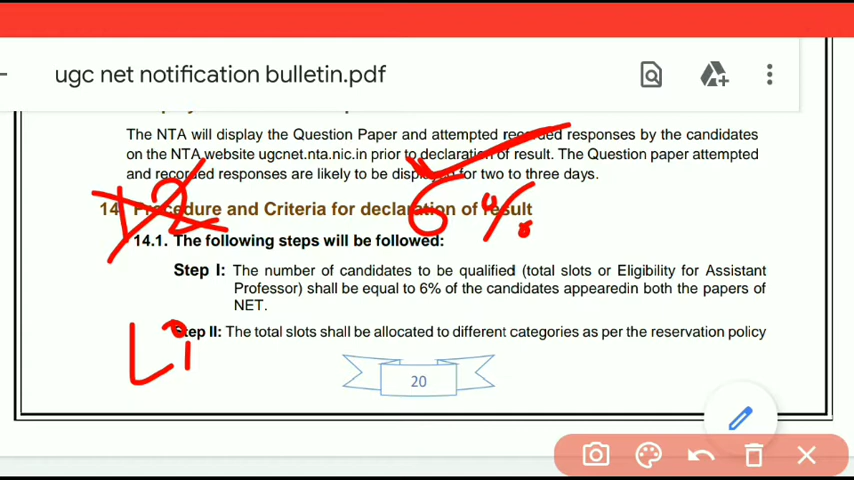 ugc net notification bulletin.pdf
The NTA will display the Question Paper and attempted recorded responses by the candidates
on the NTA website ugcnet.nta.nic.in prior to declaration of result. The Question paper attempted
and recorded responses are likely to be displayed for two to three days.
14. Procedure and Criteria for declaration of result
12
6%
14.1. The following steps will be followed:
Step I: The number of candidates to be qualified (total slots or Eligibility for Assistant
Professor) shall be equal to 6% of the candidates appearedin both the papers of
NET.
Step II: The total slots shall be allocated to different categories as per the reservation policy
Li
20